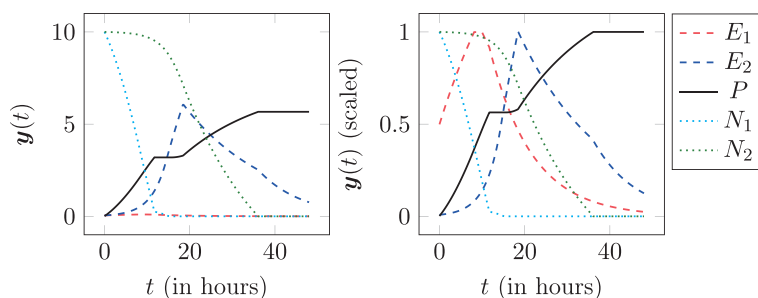 10
5
0
0
20
40
y(t)
t (in hours)
1
0.5
0
0
20
40
y(t) (scaled)
t (in hours)
E₁
E₂
P
N₁
N₂